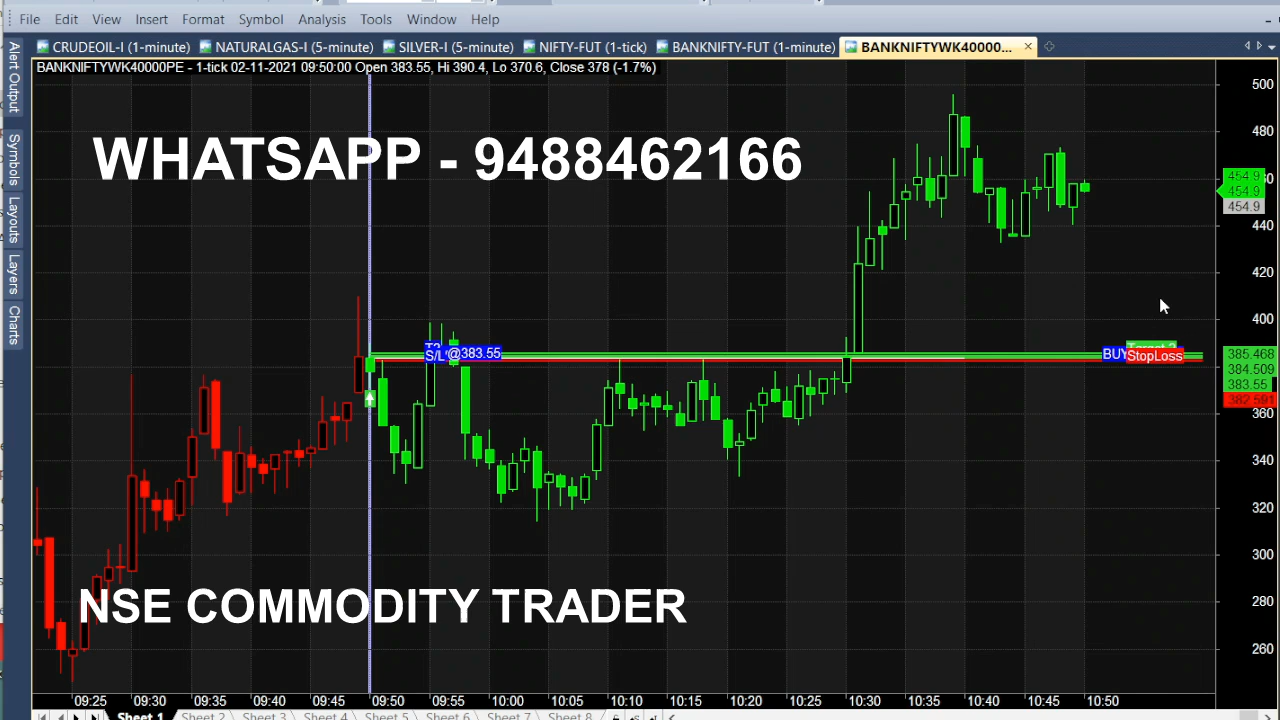 File Edit View Insert Format Symbol Analysis Tools Window Help
CRUDEOIL-I (1-minute) NATURALGAS-I (5-minute) SILVER-I (5-minute) NIFTY-FUT (1-tick) BANKNIFTY-FUT (1-minute) BANKNIFTYWK40000...
BANKNIFTYWK40000PE - 1-tick 02-11-2021 09:50:00 Open 383.55, Hi 390.4, Lo 370.6, Close 378 (-1.7%)
Alert Output
Symbols
Layouts
Layers
Charts
WHATSAPP - 9488462166
500
480
454.9
454.9
454.9
440
420
400
@383.55
S/L
BUY
StopLoss
385.468
384.509
383.55
382.591
360
340
320
300
280
260
NSE COMMODITY TRADER
09:25 09:30 09:35 09:40 09:45 09:50 09:55 10:00 10:05 10:10 10:15 10:20 10:25 10:30 10:35 10:40 10:45 10:50
Sheet 1 Sheet 2 Sheet 3 Sheet 4 Sheet 5 Sheet 6 Sheet 7 Sheet 8